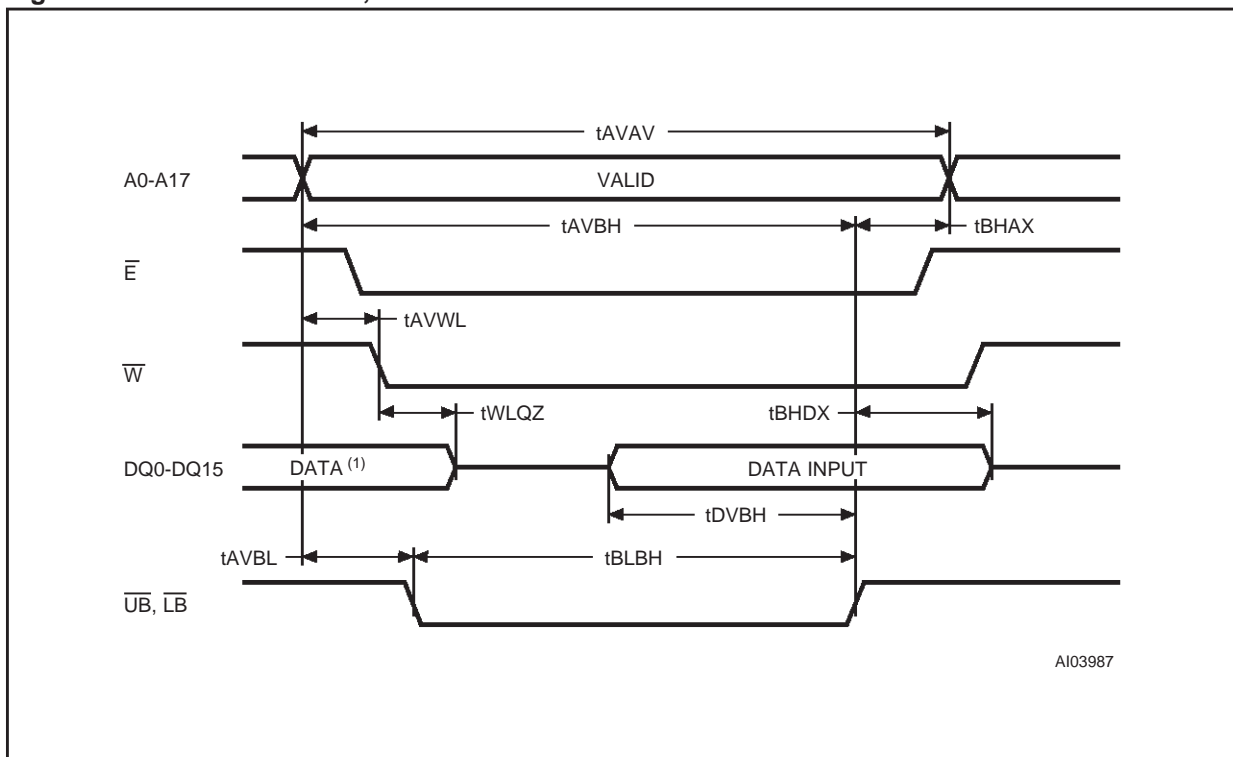 tAVAV
A0-A17
VALID
tAVBH
tBHAX
E
tAVWL
W
tWLQZ
tBHDX
DQ0-DQ15
DATA (1)
DATA INPUT
tDVBH
tAVBL
tBLBH
UB, LB
AI03987